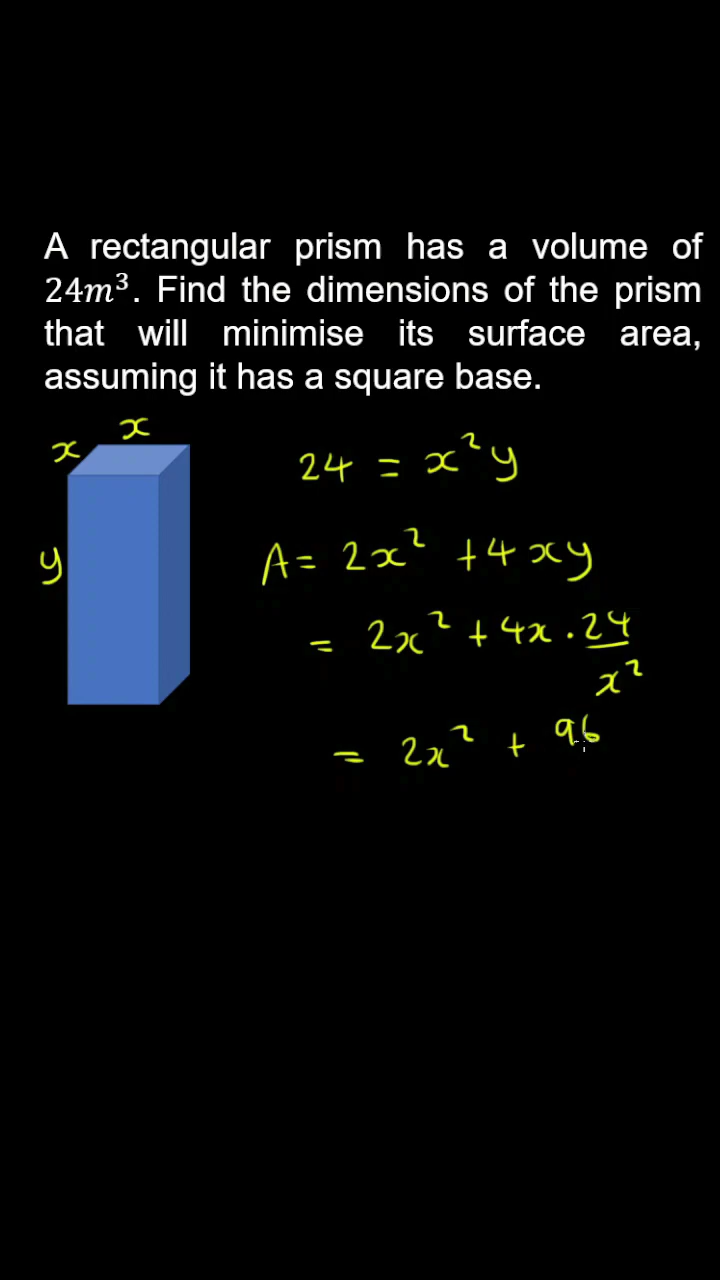 A rectangular prism has a volume of
24m³. Find the dimensions of the prism
that will minimise its surface area,
assuming it has a square base.
x
x
y
24 = x²y
A = 2x² + 4xy
= 2x² + 4x · 24/x²
= 2x² + 96